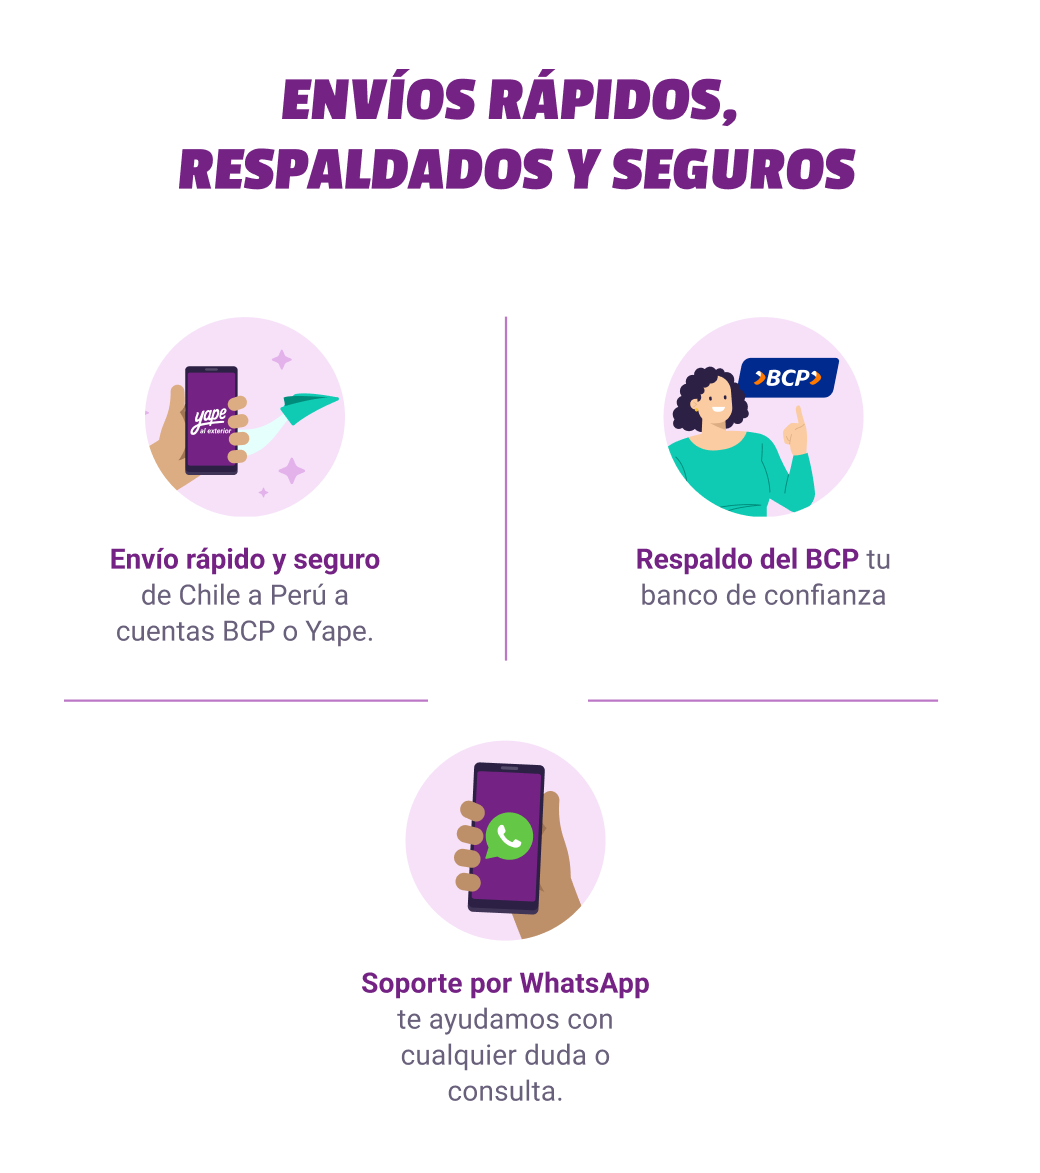 ENVÍOS RÁPIDOS,
RESPALDADOS Y SEGUROS
yape
al exterior
Envío rápido y seguro
de Chile a Perú a
cuentas BCP o Yape.
BCP
Respaldo del BCP tu
banco de confianza
Soporte por WhatsApp
te ayudamos con
cualquier duda o
consulta.